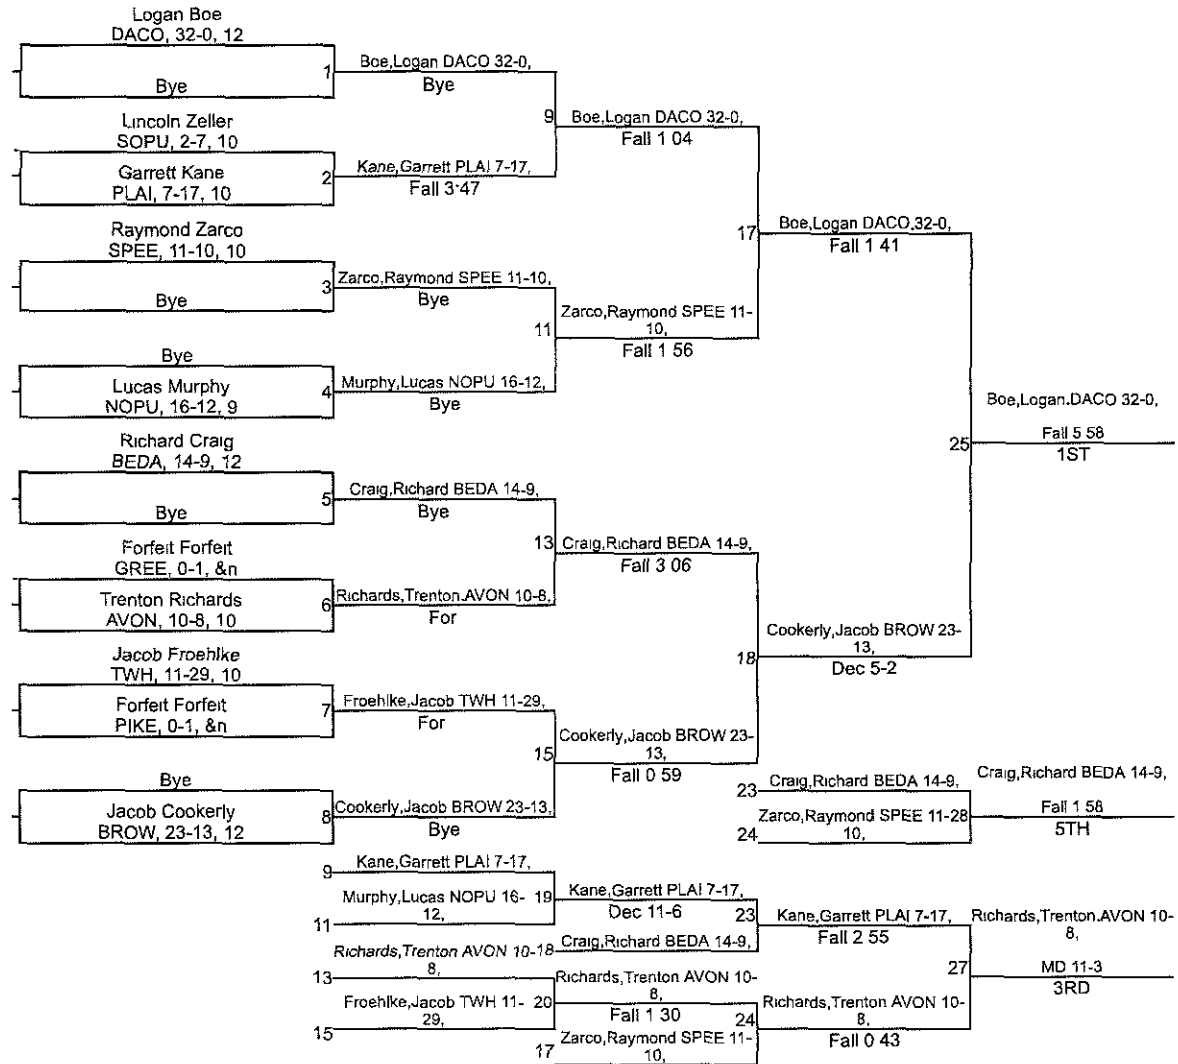 Logan Boe
DACO, 32-0, 12
Bye
1
Boe,Logan DACO 32-0,
Bye
Lincoln Zeller
SOPU, 2-7, 10
Garrett Kane
PLAI, 7-17, 10
2
Kane,Garrett PLAI 7-17,
Fall 3-47
9
Boe,Logan DACO 32-0,
Fall 1 04
Raymond Zarco
SPEE, 11-10, 10
Bye
3
Zarco,Raymond SPEE 11-10,
Bye
Bye
Lucas Murphy
NOPU, 16-12, 9
4
Murphy,Lucas NOPU 16-12,
Bye
11
Zarco,Raymond SPEE 11-
10,
Fall 1 56
17
Boe,Logan DACO,32-0,
Fall 1 41
Richard Craig
BEDA, 14-9, 12
Bye
5
Craig,Richard BEDA 14-9,
Bye
Forfeit Forfeit
GREE, 0-1, &n
Trenton Richards
AVON, 10-8, 10
6
Richards,Trenton.AVON 10-8,
For
13
Craig,Richard BEDA 14-9,
Fall 3 06
Jacob Froehlke
TWH, 11-29, 10
Forfeit Forfeit
PIKE, 0-1, &n
7
Froehlke,Jacob TWH 11-29,
For
Bye
Jacob Cookerly
BROW, 23-13, 12
8
Cookerly,Jacob BROW 23-13,
Bye
15
Cookerly,Jacob BROW 23-
13,
Fall 0 59
18
Cookerly,Jacob BROW 23-
13,
Dec 5-2
25
Boe,Logan.DACO 32-0,
Fall 5 58
1ST
23
Craig,Richard BEDA 14-9,
24
Zarco,Raymond SPEE 11-28
10,
Craig,Richard BEDA 14-9,
Fall 1 58
5TH
9
Kane,Garrett PLAI 7-17,
11
Murphy,Lucas NOPU 16-
12,
19
Kane,Garrett PLAI 7-17,
Dec 11-6
18
Craig,Richard BEDA 14-9,
23
Kane,Garrett PLAI 7-17,
Fall 2 55
13
Richards,Trenton AVON 10-
8,
15
Froehlke,Jacob TWH 11-
29,
20
Richards,Trenton AVON 10-
8,
Fall 1 30
17
Zarco,Raymond SPEE 11-
10,
24
Richards,Trenton AVON 10-
8,
Fall 0 43
27
Richards,Trenton.AVON 10-
8,
MD 11-3
3RD